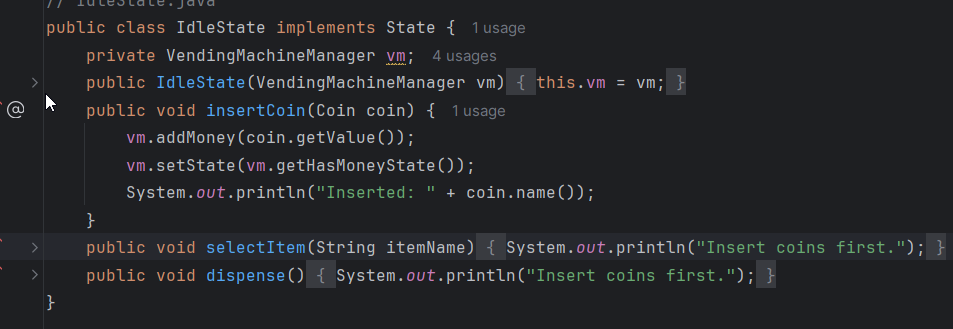 // IdleState.java
public class IdleState implements State {  1 usage
private VendingMachineManager vm;  4 usages
public IdleState(VendingMachineManager vm) { this.vm = vm; }
@ public void insertCoin(Coin coin) {  1 usage
vm.addMoney(coin.getValue());
vm.setState(vm.getHasMoneyState());
System.out.println("Inserted: " + coin.name());
}
public void selectItem(String itemName) { System.out.println("Insert coins first."); }
public void dispense() { System.out.println("Insert coins first."); }
}